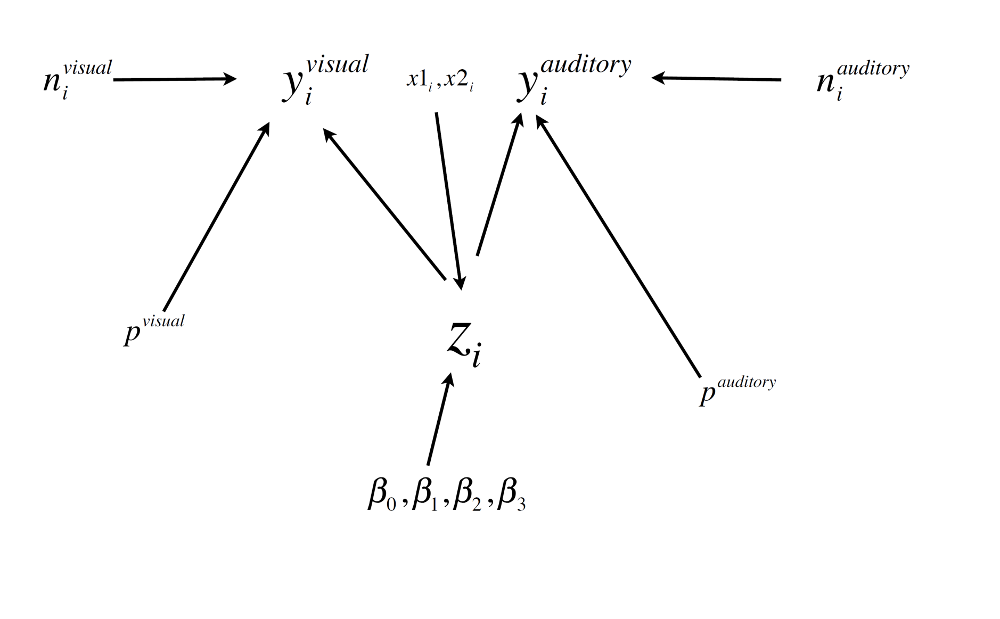 n_i^{visual} y_i^{visual} x1_i, x2_i y_i^{auditory} n_i^{auditory}
p^{visual}
z_i
p^{auditory}
β_0, β_1, β_2, β_3